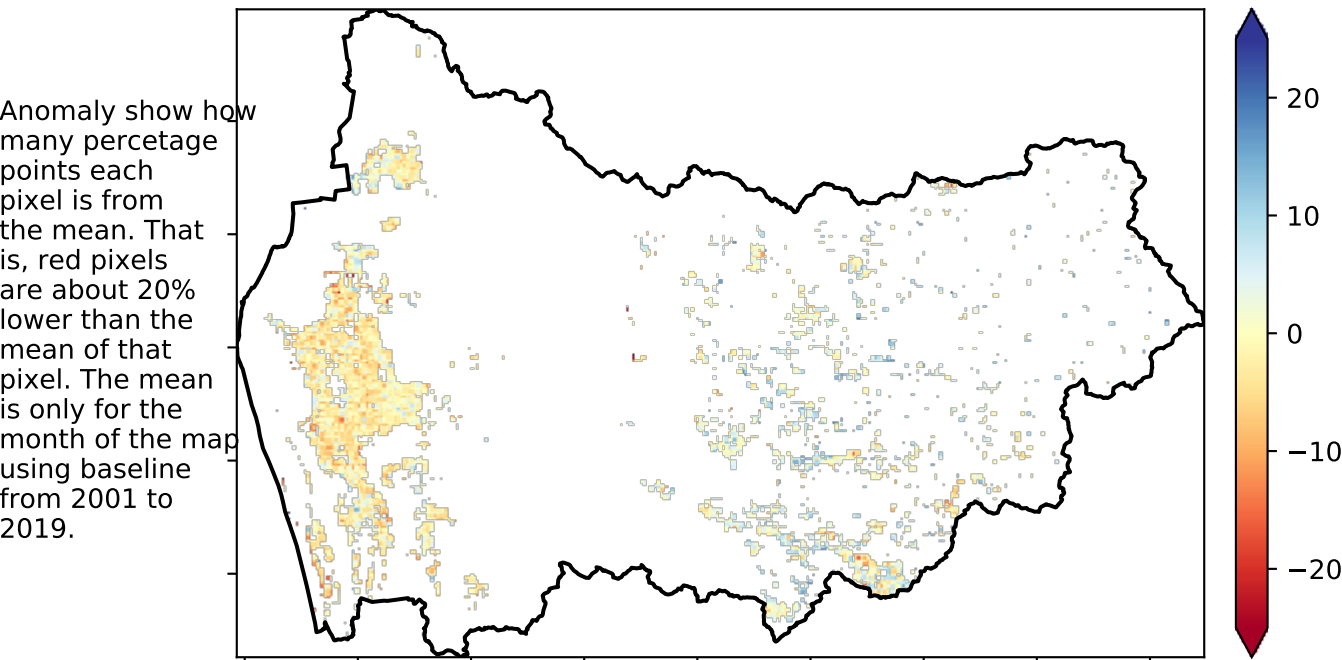 Anomaly show how
many percetage
points each
pixel is from
the mean. That
is, red pixels
are about 20%
lower than the
mean of that
pixel. The mean
is only for the
month of the map
using baseline
from 2001 to
2019.
20
10
0
−10
−20